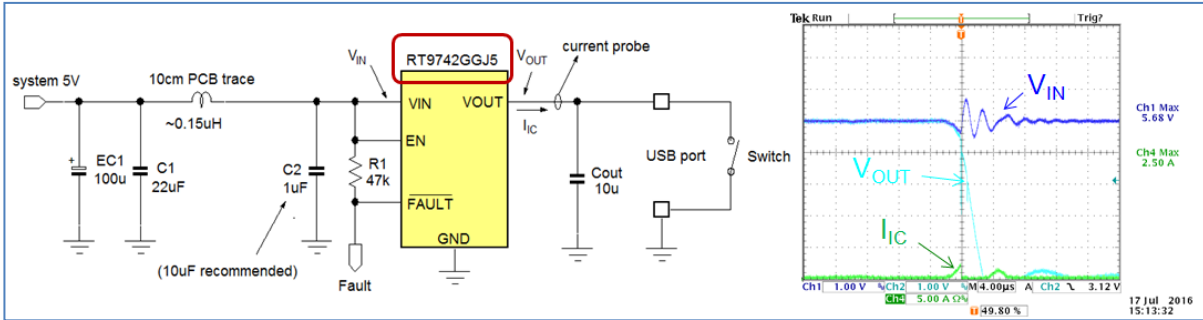 RT9742GGJ5
system 5V
10cm PCB trace
~0.15uH
VIN
VOUT
current probe
IIC
VIN
VOUT
EN
FAULT
GND
+
EC1
100u
C1
22uF
C2
1uF
R1
47k
(10uF recommended)
Fault
Cout
10u
USB port
Switch
Tek Run
Trig?
VIN
VOUT
IIC
Ch1 Max
5.68 V
Ch4 Max
2.50 A
Ch1 1.00 V Ch2 1.00 V M 4.00µs A Ch2 3.12 V
Ch4 5.00 A Ω
49.80 %
17 Jul 2016
15:13:32